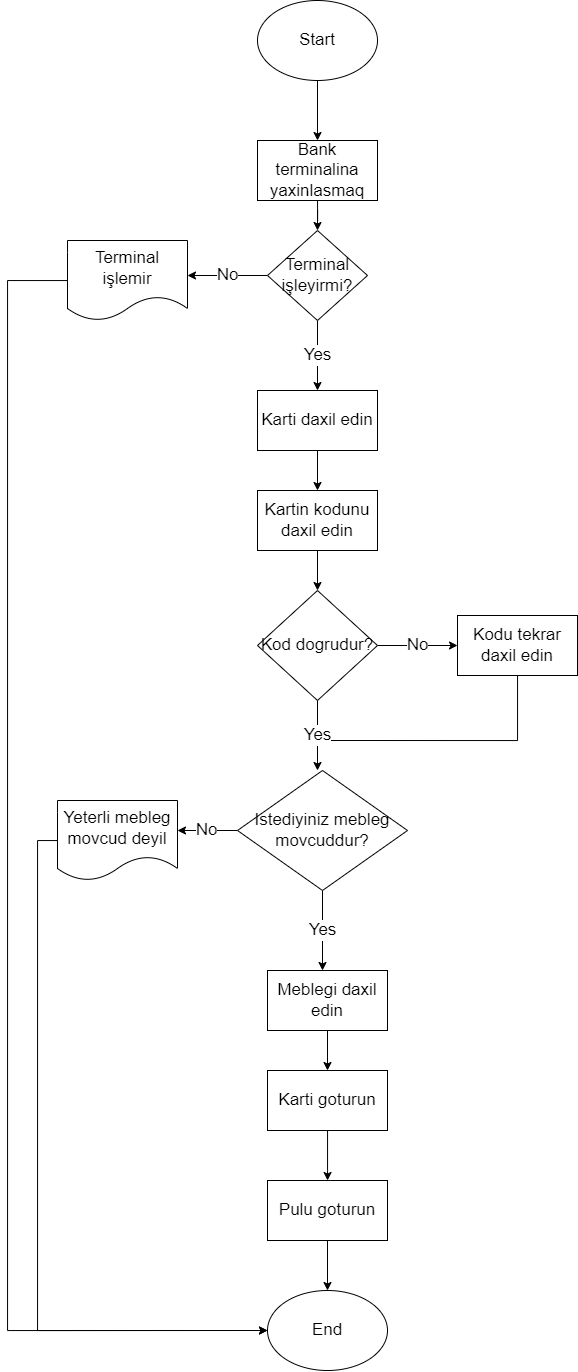 Start
Bank
terminalina
yaxinlasmaq
Terminal
işleyirmi?
No
Terminal
işlemir
Yes
Karti daxil edin
Kartin kodunu
daxil edin
Kod dogrudur?
No
Kodu tekrar
daxil edin
Yes
Istediyiniz mebleg
movcuddur?
No
Yeterli mebleg
movcud deyil
Yes
Meblegi daxil
edin
Karti goturun
Pulu goturun
End